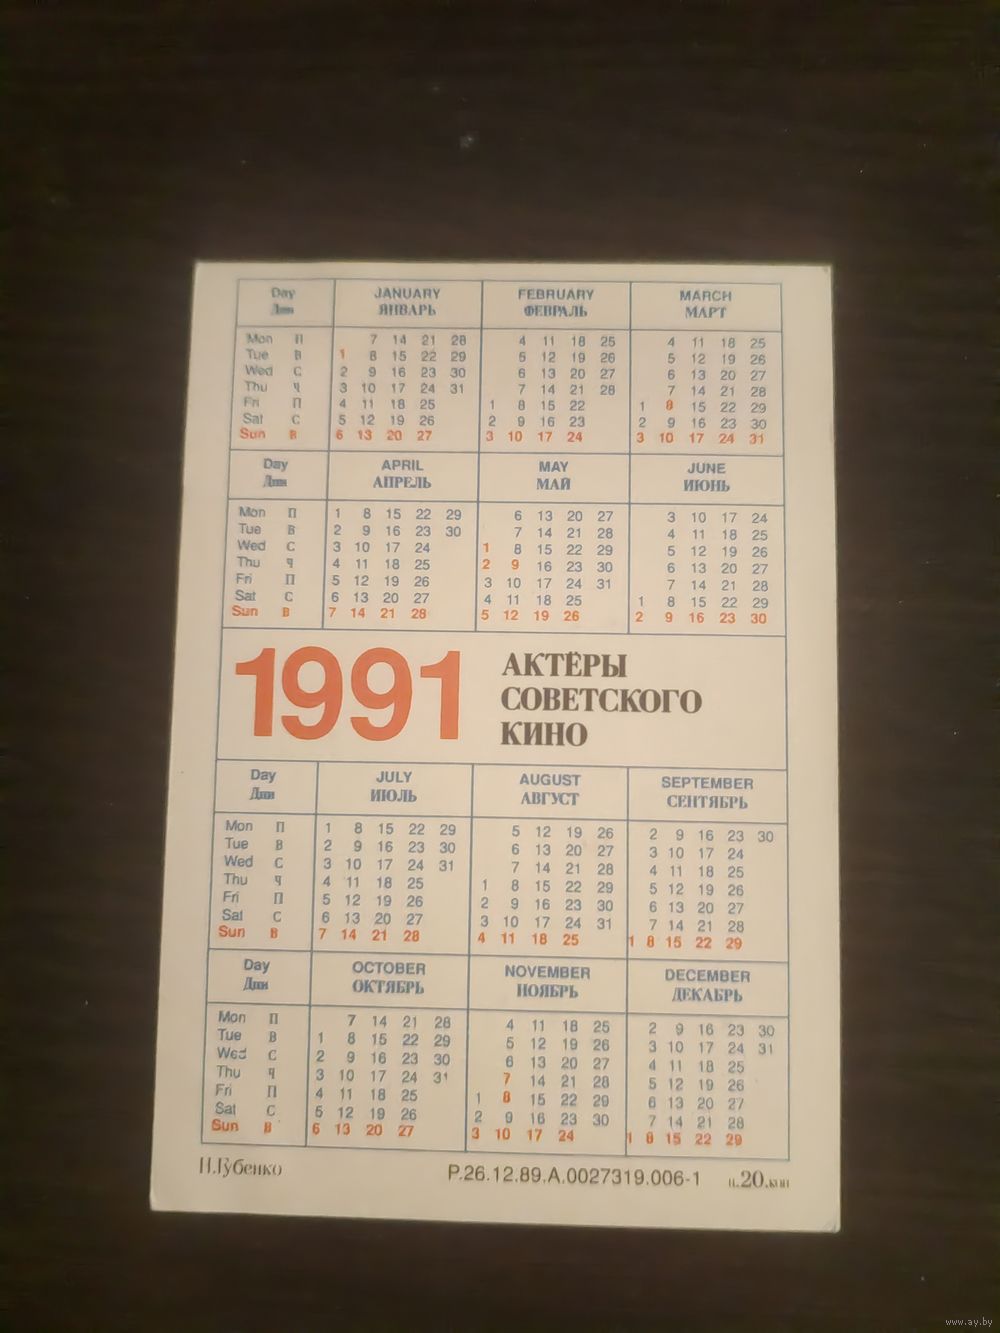 Day JANUARY FEBRUARY MARCH
Дни ЯНВАРЬ ФЕВРАЛЬ МАРТ
Mon П 7 14 21 28 4 11 18 25 4 11 18 25
Tue В 1 8 15 22 29 5 12 19 26 5 12 19 26
Wed С 2 9 16 23 30 6 13 20 27 6 13 20 27
Thu Ч 3 10 17 24 31 7 14 21 28 7 14 21 28
Fri П 4 11 18 25 1 8 15 22 1 8 15 22 29
Sat С 5 12 19 26 2 9 16 23 2 9 16 23 30
Sun В 6 13 20 27 3 10 17 24 3 10 17 24 31
Day APRIL MAY JUNE
Дни АПРЕЛЬ МАЙ ИЮНЬ
Mon П 1 8 15 22 29 6 13 20 27 3 10 17 24
Tue В 2 9 16 23 30 7 14 21 28 4 11 18 25
Wed С 3 10 17 24 1 8 15 22 29 5 12 19 26
Thu Ч 4 11 18 25 2 9 16 23 30 6 13 20 27
Fri П 5 12 19 26 3 10 17 24 31 7 14 21 28
Sat С 6 13 20 27 4 11 18 25 1 8 15 22 29
Sun В 7 14 21 28 5 12 19 26 2 9 16 23 30
1991
АКТЁРЫ
СОВЕТСКОГО
КИНО
Day JULY AUGUST SEPTEMBER
Дни ИЮЛЬ АВГУСТ СЕНТЯБРЬ
Mon П 1 8 15 22 29 5 12 19 26 2 9 16 23 30
Tue В 2 9 16 23 30 6 13 20 27 3 10 17 24
Wed С 3 10 17 24 31 7 14 21 28 4 11 18 25
Thu Ч 4 11 18 25 1 8 15 22 29 5 12 19 26
Fri П 5 12 19 26 2 9 16 23 30 6 13 20 27
Sat С 6 13 20 27 3 10 17 24 31 7 14 21 28
Sun В 7 14 21 28 4 11 18 25 1 8 15 22 29
Day OCTOBER NOVEMBER DECEMBER
Дни ОКТЯБРЬ НОЯБРЬ ДЕКАБРЬ
Mon П 7 14 21 28 4 11 18 25 2 9 16 23 30
Tue В 1 8 15 22 29 5 12 19 26 3 10 17 24 31
Wed С 2 9 16 23 30 6 13 20 27 4 11 18 25
Thu Ч 3 10 17 24 31 7 14 21 28 5 12 19 26
Fri П 4 11 18 25 1 8 15 22 29 6 13 20 27
Sat С 5 12 19 26 2 9 16 23 30 7 14 21 28
Sun В 6 13 20 27 3 10 17 24 1 8 15 22 29
Н.Губенко Р.26.12.89.А.0027319.006-1 ц.20.коп
www.ay.by